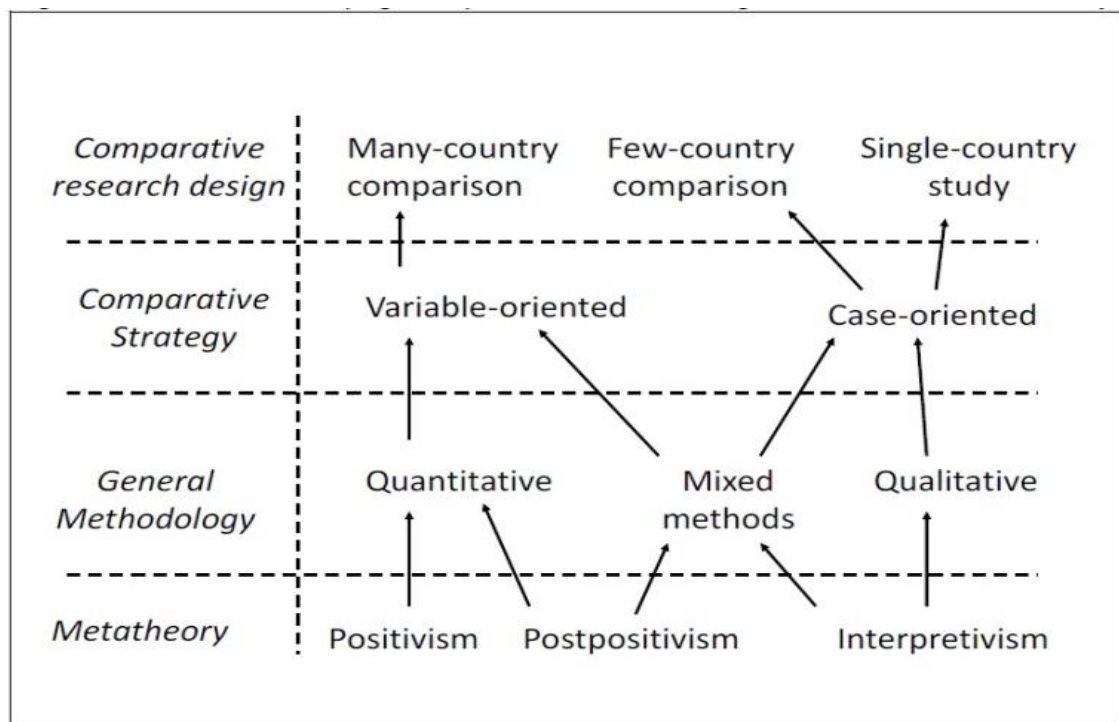 Comparative
research design
Many-country
comparison
Few-country
comparison
Single-country
study
Comparative
Strategy
Variable-oriented
Case-oriented
General
Methodology
Quantitative
Mixed
methods
Qualitative
Metatheory
Positivism
Postpositivism
Interpretivism